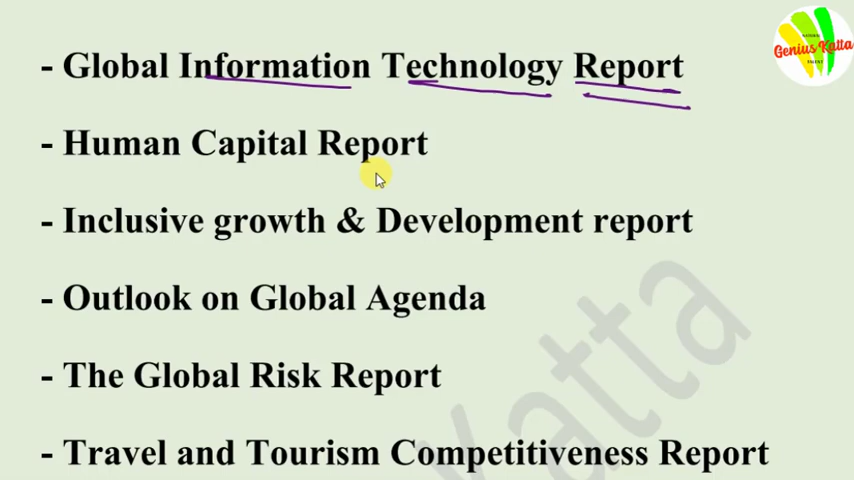 - Global Information Technology Report
- Human Capital Report
- Inclusive growth & Development report
- Outlook on Global Agenda
- The Global Risk Report
- Travel and Tourism Competitiveness Report
Genius Katta
Katta